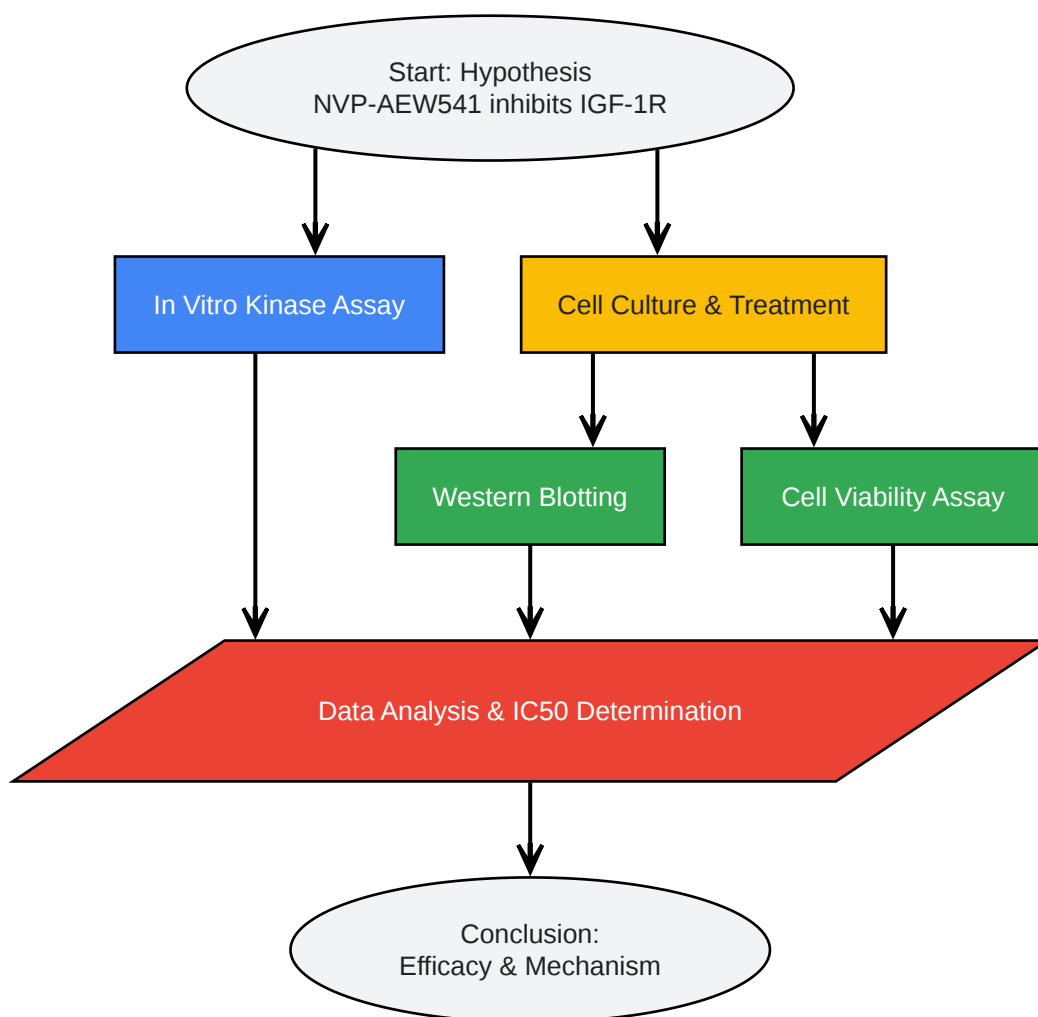 Start: Hypothesis
NVP-AEW541 inhibits IGF-1R
In Vitro Kinase Assay
Cell Culture & Treatment
Western Blotting
Cell Viability Assay
Data Analysis & IC50 Determination
Conclusion:
Efficacy & Mechanism